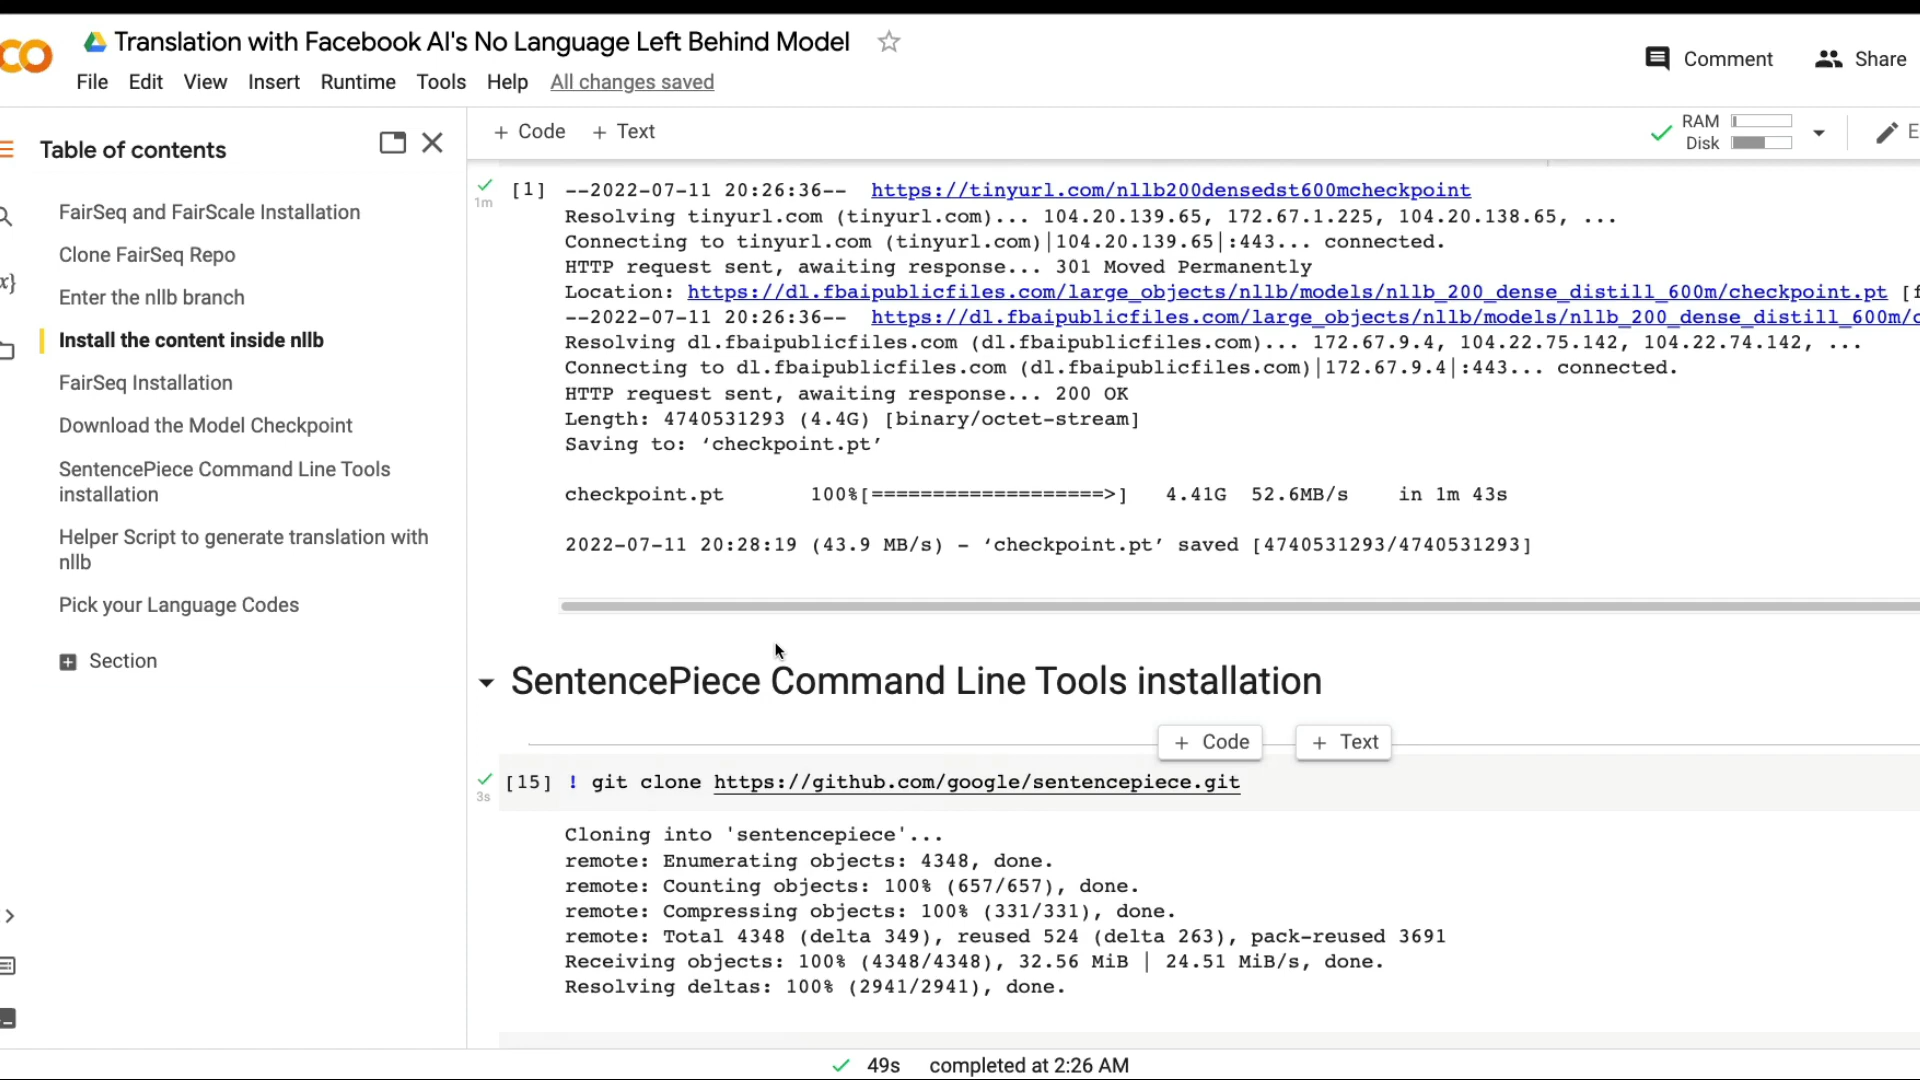 Translation with Facebook AI's No Language Left Behind Model
File Edit View Insert Runtime Tools Help All changes saved
Comment
Share
Table of contents
FairSeq and FairScale Installation
Clone FairSeq Repo
Enter the nllb branch
Install the content inside nllb
FairSeq Installation
Download the Model Checkpoint
SentencePiece Command Line Tools
installation
Helper Script to generate translation with
nllb
Pick your Language Codes
Section
+ Code + Text
RAM
Disk
1m
[1] --2022-07-11 20:26:36-- https://tinyurl.com/nllb200densedst600mcheckpoint
Resolving tinyurl.com (tinyurl.com)... 104.20.139.65, 172.67.1.225, 104.20.138.65, ...
Connecting to tinyurl.com (tinyurl.com)|104.20.139.65|:443... connected.
HTTP request sent, awaiting response... 301 Moved Permanently
Location: https://dl.fbaipublicfiles.com/large_objects/nllb/models/nllb_200_dense_distill_600m/checkpoint.pt [f
--2022-07-11 20:26:36-- https://dl.fbaipublicfiles.com/large_objects/nllb/models/nllb_200_dense_distill_600m/c
Resolving dl.fbaipublicfiles.com (dl.fbaipublicfiles.com)... 172.67.9.4, 104.22.75.142, 104.22.74.142, ...
Connecting to dl.fbaipublicfiles.com (dl.fbaipublicfiles.com)|172.67.9.4|:443... connected.
HTTP request sent, awaiting response... 200 OK
Length: 4740531293 (4.4G) [binary/octet-stream]
Saving to: ‘checkpoint.pt’
checkpoint.pt 100%[===================>] 4.41G 52.6MB/s in 1m 43s
2022-07-11 20:28:19 (43.9 MB/s) - ‘checkpoint.pt’ saved [4740531293/4740531293]
SentencePiece Command Line Tools installation
+ Code + Text
3s
[15] ! git clone https://github.com/google/sentencepiece.git
Cloning into 'sentencepiece'...
remote: Enumerating objects: 4348, done.
remote: Counting objects: 100% (657/657), done.
remote: Compressing objects: 100% (331/331), done.
remote: Total 4348 (delta 349), reused 524 (delta 263), pack-reused 3691
Receiving objects: 100% (4348/4348), 32.56 MiB | 24.51 MiB/s, done.
Resolving deltas: 100% (2941/2941), done.
49s completed at 2:26 AM